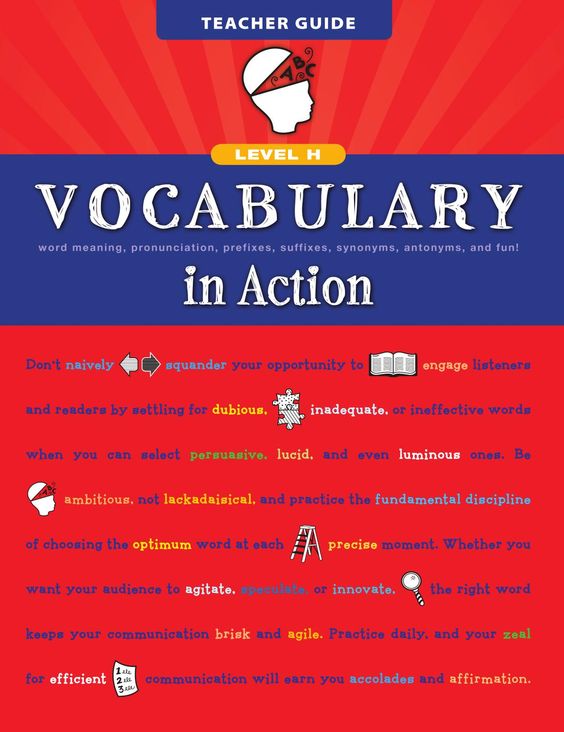 TEACHER GUIDE
ABC
LEVEL H
VOCABULARY
word meaning, pronunciation, prefixes, suffixes, synonyms, antonyms, and fun!
in Action
Don't naively squander your opportunity to engage listeners
and readers by settling for dubious, inadequate, or ineffective words
when you can select persuasive, lucid, and even luminous ones. Be
ABC ambitious, not lackadaisical, and practice the fundamental discipline
of choosing the optimum word at each precise moment. Whether you
want your audience to agitate, speculate, or innovate, the right word
keeps your communication brisk and agile. Practice daily, and your zeal
for efficient 1 2 3 communication will earn you accolades and affirmation.